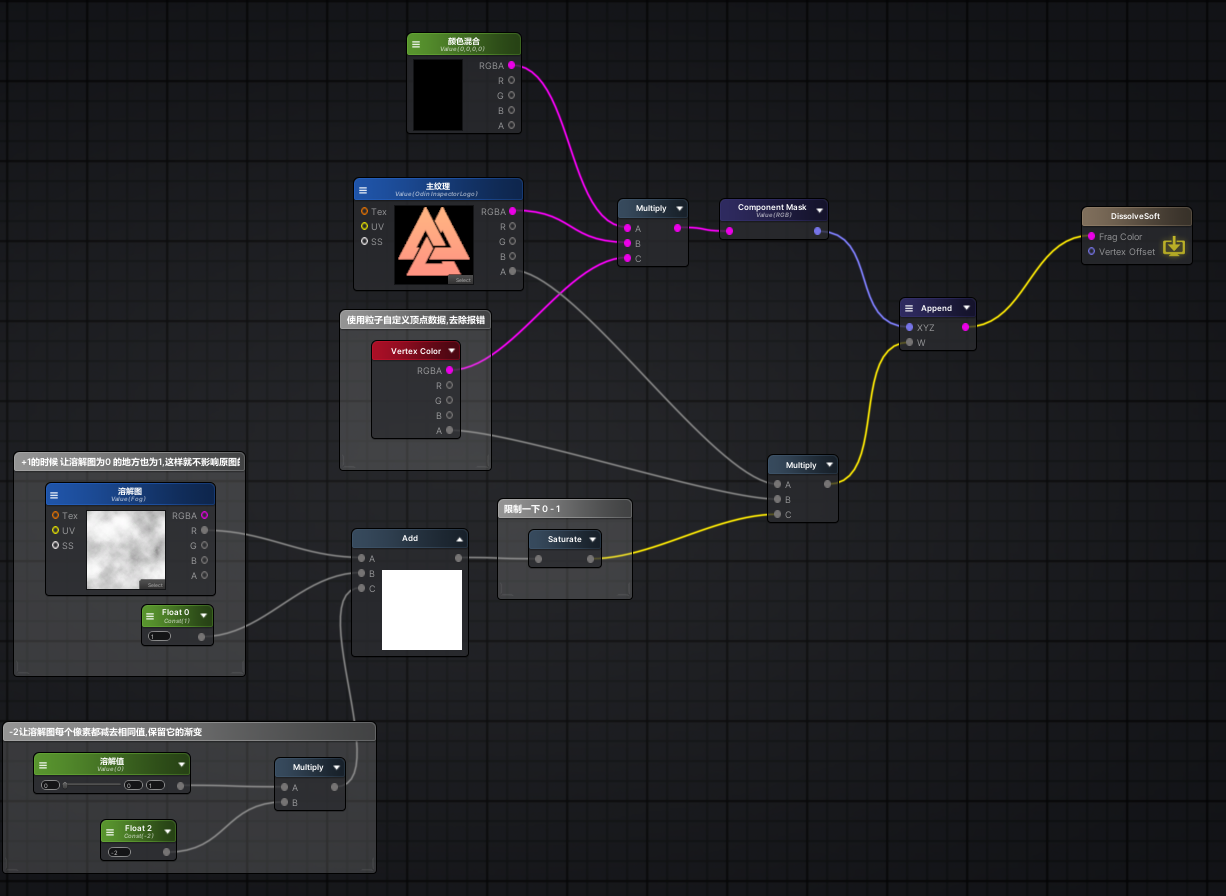 颜色混合
Value(0,0,0,0)
RGBA
R
G
B
A
主纹理
Value(Odin InspectorLogo)
Tex
UV
SS
RGBA
R
G
B
A
Select
Multiply
A
B
C
Component Mask
Value(RGB)
DissolveSoft
Frag Color
Vertex Offset
Append
XYZ
W
使用粒子自定义顶点数据,去除报错
Vertex Color
RGBA
R
G
B
A
Multiply
A
B
C
+1的时候 让溶解图为0 的地方也为1,这样就不影响原图
溶解图
Value(Fog)
Tex
UV
SS
RGBA
R
G
B
A
Select
Float 0
Const(1)
1
Add
A
B
C
限制一下 0 - 1
Saturate
-2让溶解图每个像素都减去相同值,保留它的渐变
溶解值
Value(0)
0
0
1
Multiply
A
B
Float 2
Const(-2)
-2